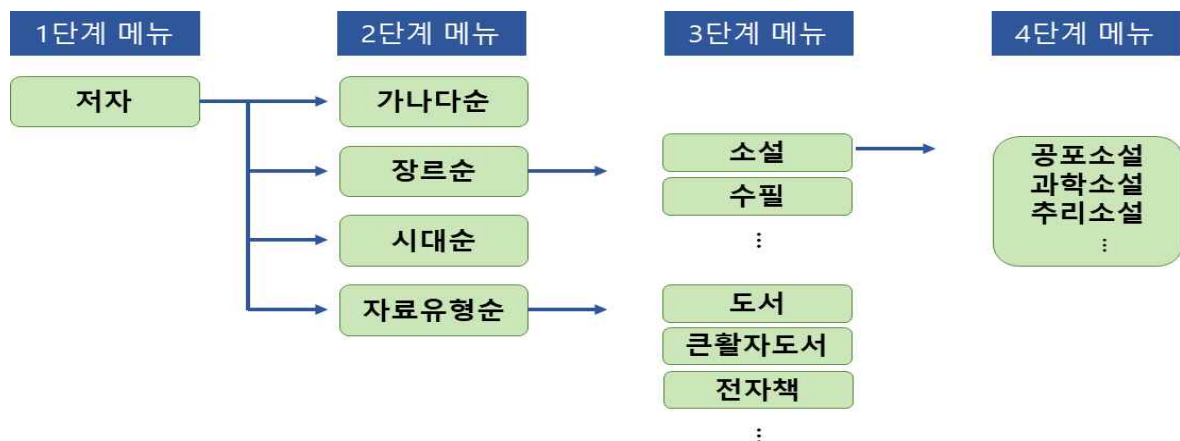 1단계 메뉴
2단계 메뉴
3단계 메뉴
4단계 메뉴
저자
가나다순
장르순
시대순
자료유형순
소설
수필
⋮
도서
큰활자도서
전자책
⋮
공포소설
과학소설
추리소설
⋮